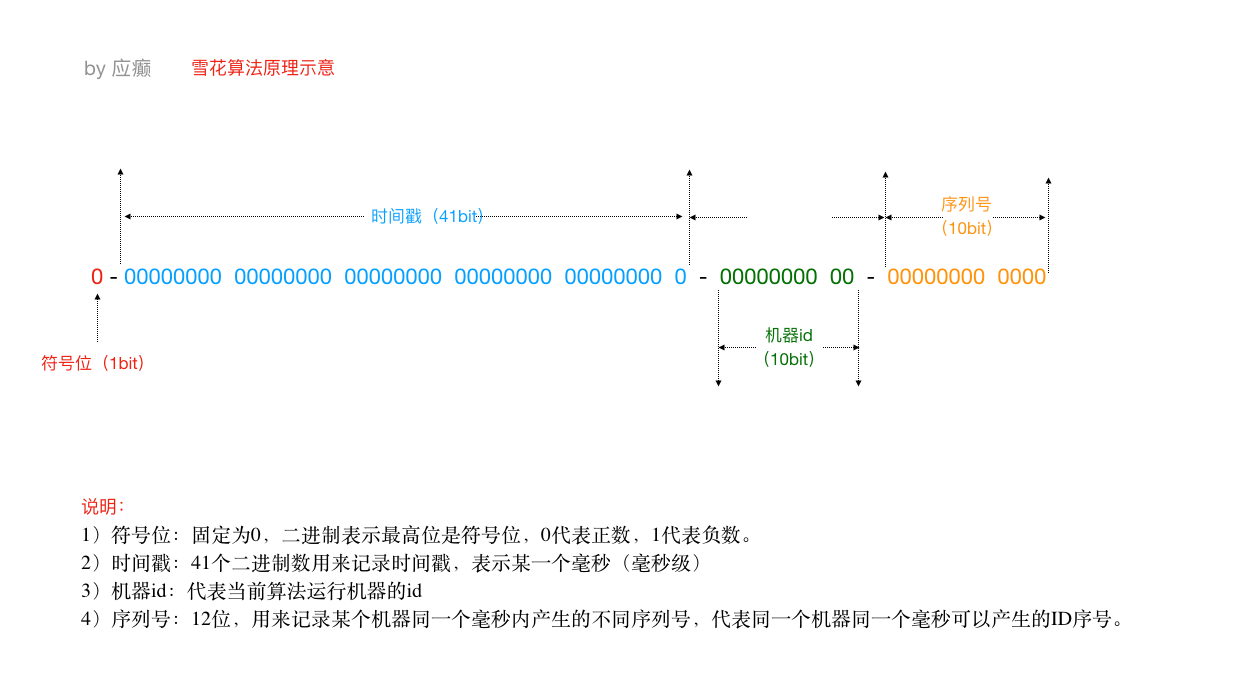 by 应癫 雪花算法原理示意
时间戳（41bit）
序列号
（10bit）
0 - 00000000 00000000 00000000 00000000 00000000 0 - 00000000 00 - 00000000 0000
机器id
（10bit）
符号位（1bit）
说明：
1）符号位：固定为0，二进制表示最高位是符号位，0代表正数，1代表负数。
2）时间戳：41个二进制数用来记录时间戳，表示某一个毫秒（毫秒级）
3）机器id：代表当前算法运行机器的id
4）序列号：12位，用来记录某个机器同一个毫秒内产生的不同序列号，代表同一个机器同一个毫秒可以产生的ID序号。